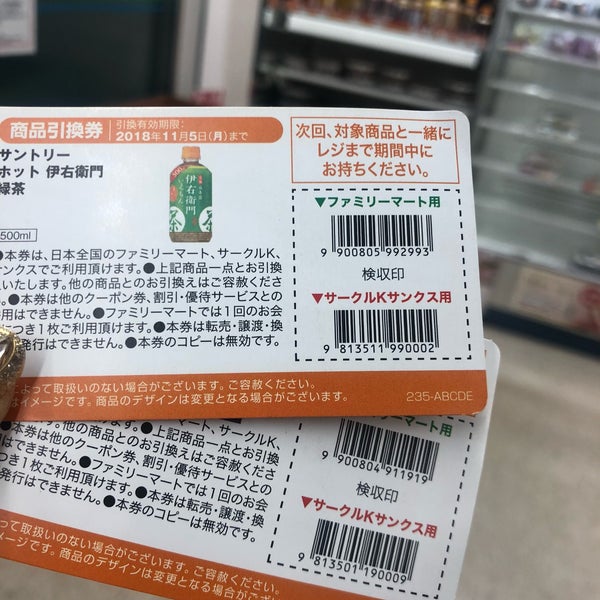 商品引換券
引換有効期限:
2018年11月5日(月)まで
サントリー
ホット 伊右衛門
緑茶
伊右衛門
500ml
●本券は、日本全国のファミリーマート、サークルK、
サンクスでご利用頂けます。●上記商品一点とお引換
いたします。他の商品とのお引換えはご容赦くださ
い。●本券は他のクーポン券、割引・優待サービスとの
用はできません。●ファミリーマートでは1回のお会
つき1枚ご利用頂けます。●本券は転売・譲渡・換
発行はできません。●本券のコピーは無効です。
よって取扱いのない場合がございます。ご容赦ください。
はイメージです。商品のデザインは変更となる場合がございます。
235-ABCDE
次回、対象商品と一緒に
レジまで期間中に
お持ちください。
▼ファミリーマート用
9 900805 992993
検収印
▼サークルKサンクス用
9 813511 990002
けます。●上記商品一点とお引換
の商品とのお引換えはご容赦くださ
●本券は他のクーポン券、割引・優待サービスとの
はできません。●ファミリーマートでは1回のお会
つき1枚ご利用頂けます。●本券は転売・譲渡・換
行はできません。●本券のコピーは無効です。
よって取扱いのない場合がございます。ご容赦ください。
メージです。商品のデザインは変更となる場合がございます。
マート用
9 900804 911919
検収印
▼サークルKサンクス用
9 813501 190009